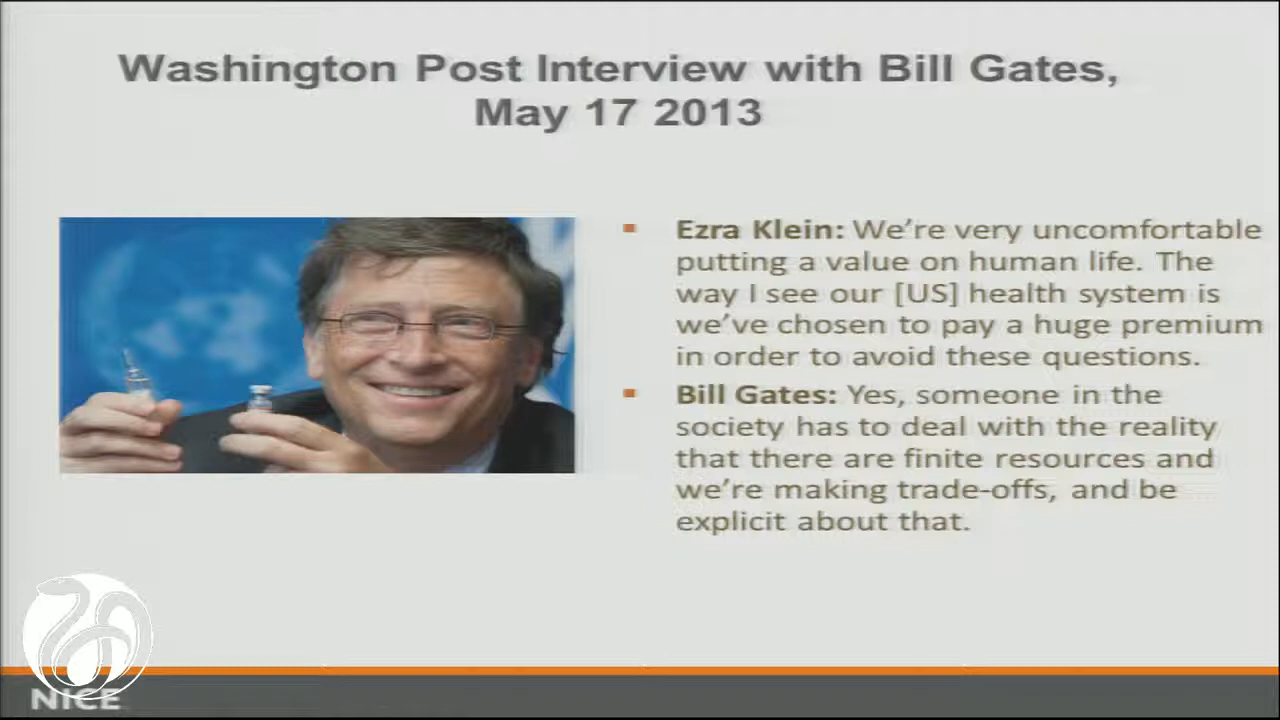 Washington Post Interview with Bill Gates,
May 17 2013
▪ Ezra Klein: We're very uncomfortable
putting a value on human life. The
way I see our [US] health system is
we've chosen to pay a huge premium
in order to avoid these questions.
▪ Bill Gates: Yes, someone in the
society has to deal with the reality
that there are finite resources and
we're making trade-offs, and be
explicit about that.
NICE